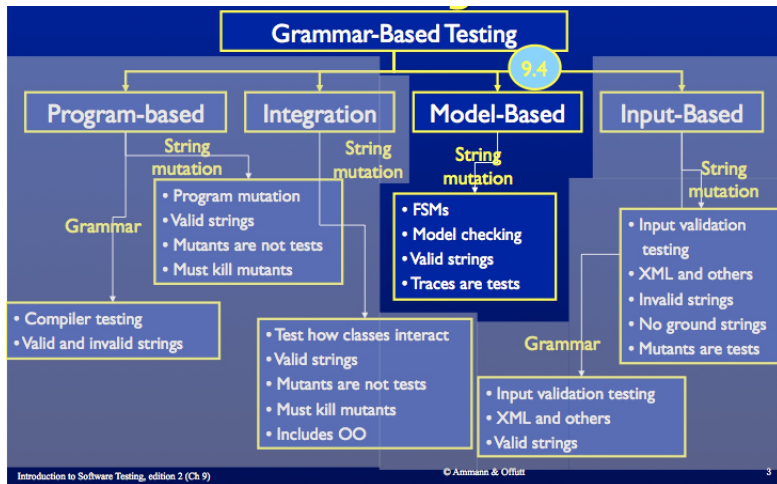 Grammar-Based Testing
9.4
Program-based
Integration
Model-Based
Input-Based
String
mutation
String
mutation
String
mutation
String
mutation
Grammar
• Program mutation
• Valid strings
• Mutants are not tests
• Must kill mutants
• FSMs
• Model checking
• Valid strings
• Traces are tests
• Input validation
testing
• XML and others
• Invalid strings
• No ground strings
• Mutants are tests
• Compiler testing
• Valid and invalid strings
• Test how classes interact
• Valid strings
• Mutants are not tests
• Must kill mutants
• Includes OO
Grammar
• Input validation testing
• XML and others
• Valid strings
Introduction to Software Testing, edition 2 (Ch 9)
© Ammann & Offutt
3